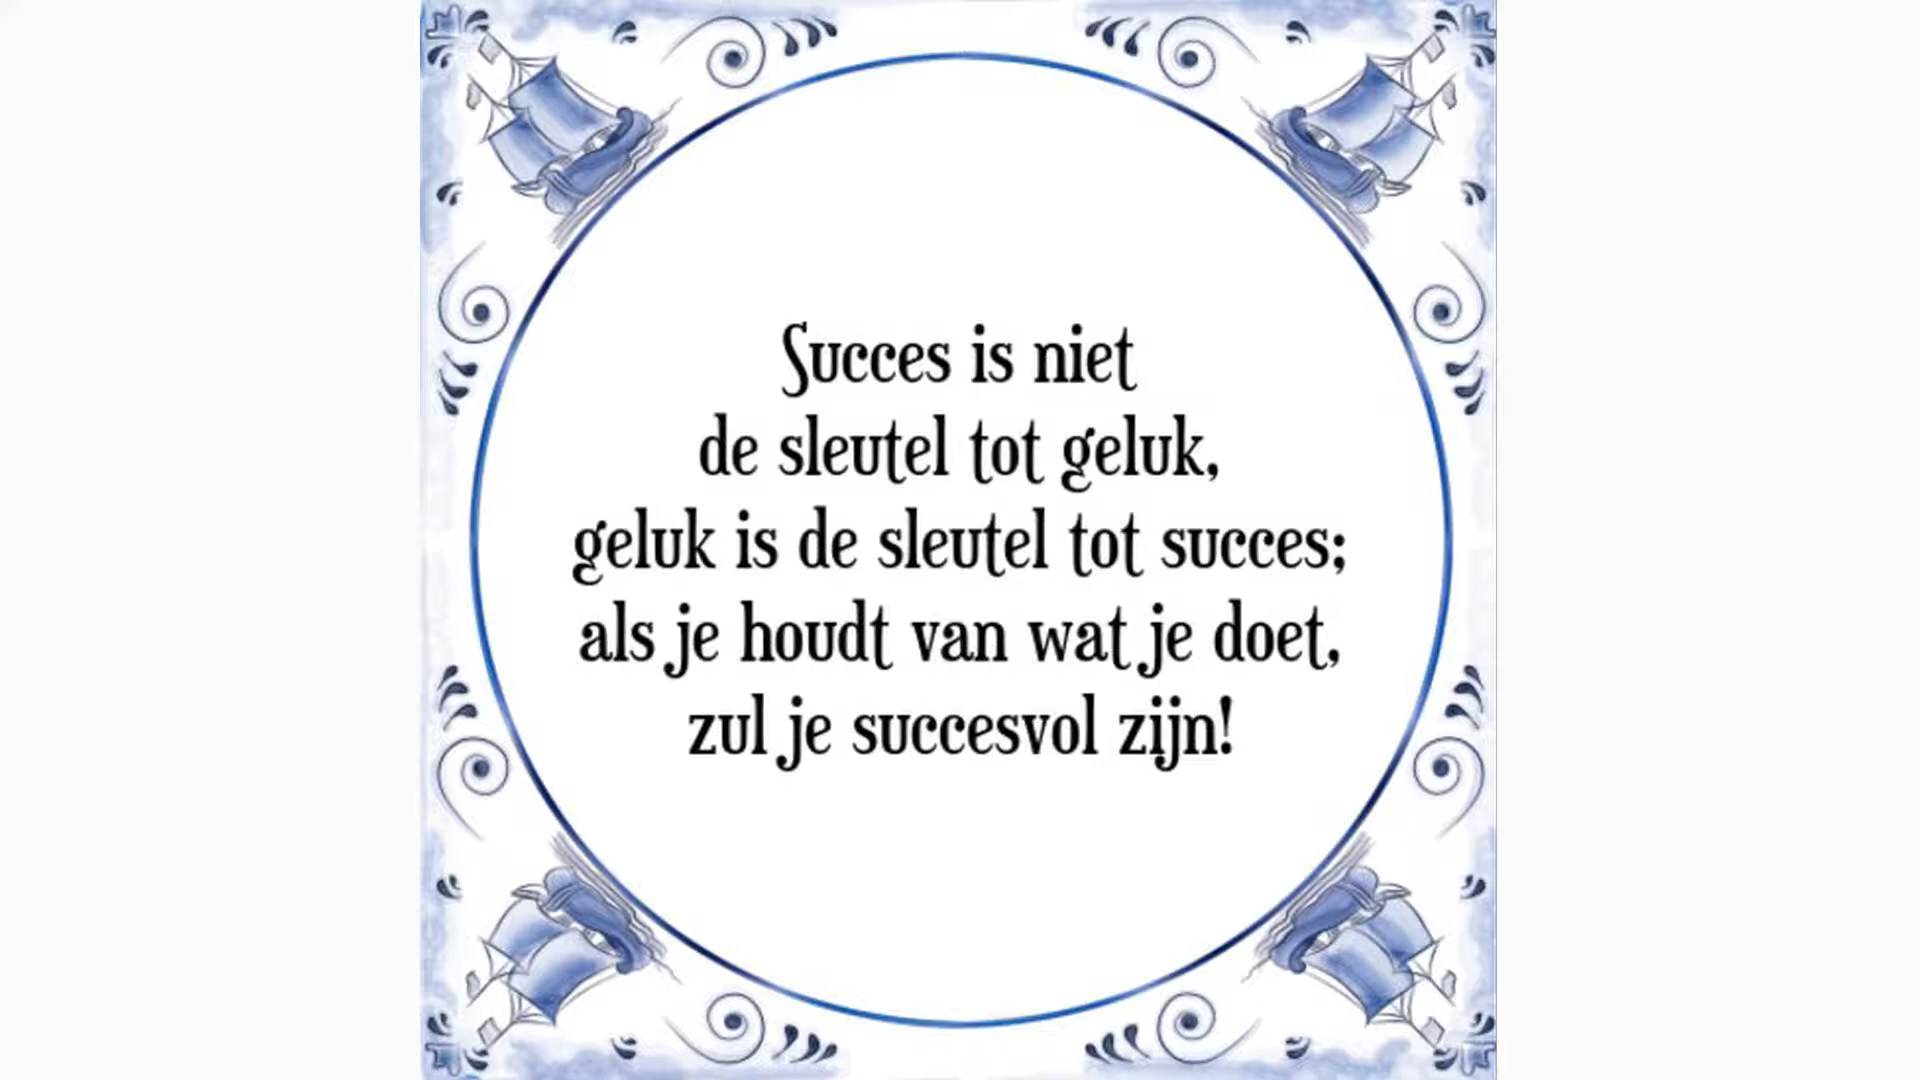 Succes is niet
de sleutel tot geluk,
geluk is de sleutel tot succes;
als je houdt van wat je doet,
zul je succesvol zijn!